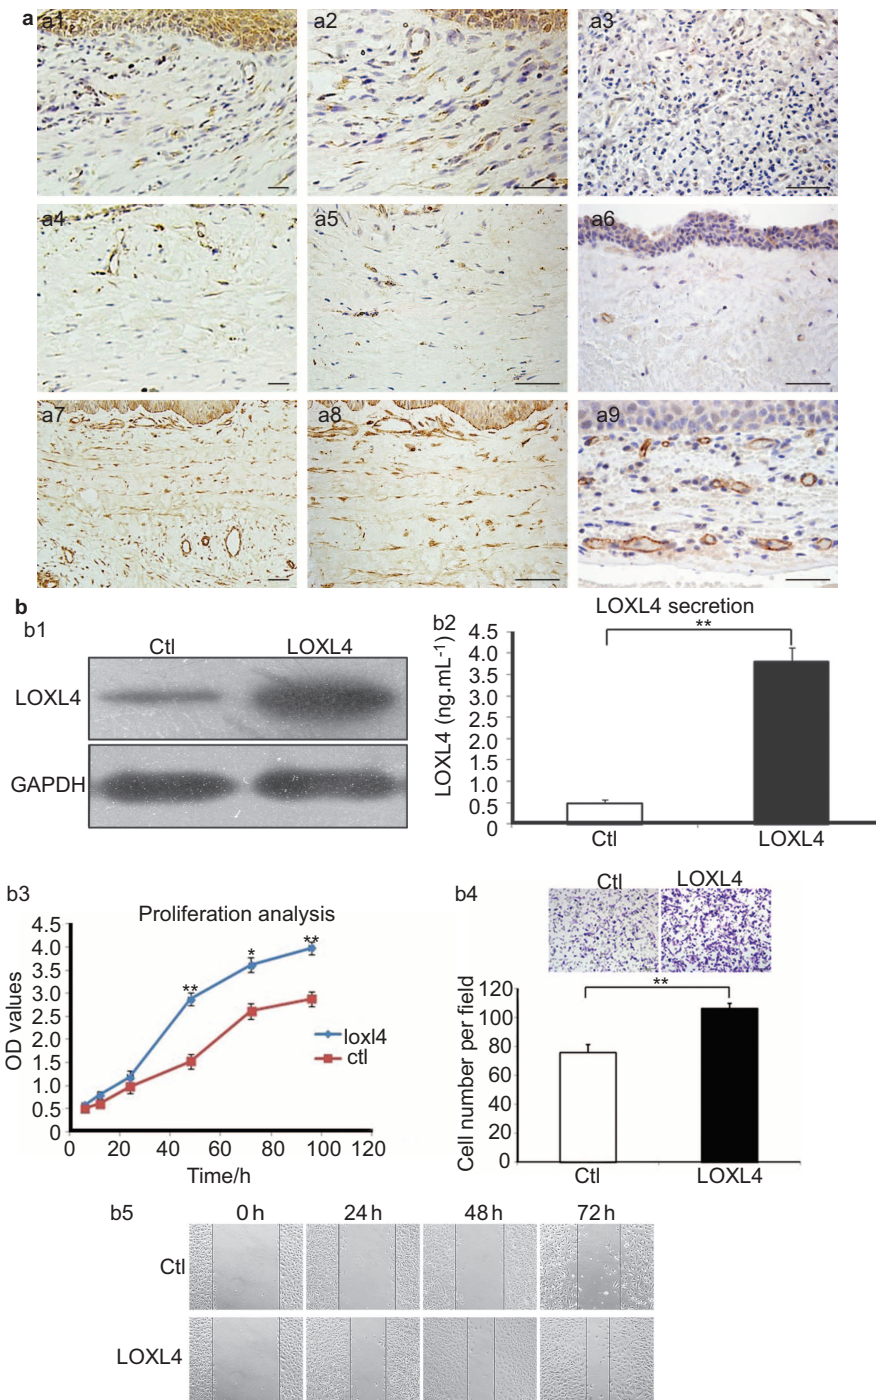 a
a1
a2
a3
a4
a5
a6
a7
a8
a9
b
b1
Ctl LOXL4
LOXL4
GAPDH
b2
LOXL4 secretion
**
LOXL4 (ng.mL⁻¹)
4.5
4.0
3.5
3.0
2.5
2.0
1.5
1.0
0.5
0
Ctl LOXL4
b3
Proliferation analysis
OD values
4.5
4.0
3.5
3.0
2.5
2.0
1.5
1.0
0.5
0
** * **
loxl4
ctl
0 20 40 60 80 100 120
Time/h
b4
Ctl LOXL4
**
Cell number per field
120
100
80
60
40
20
0
Ctl LOXL4
b5
0 h 24 h 48 h 72 h
Ctl
LOXL4